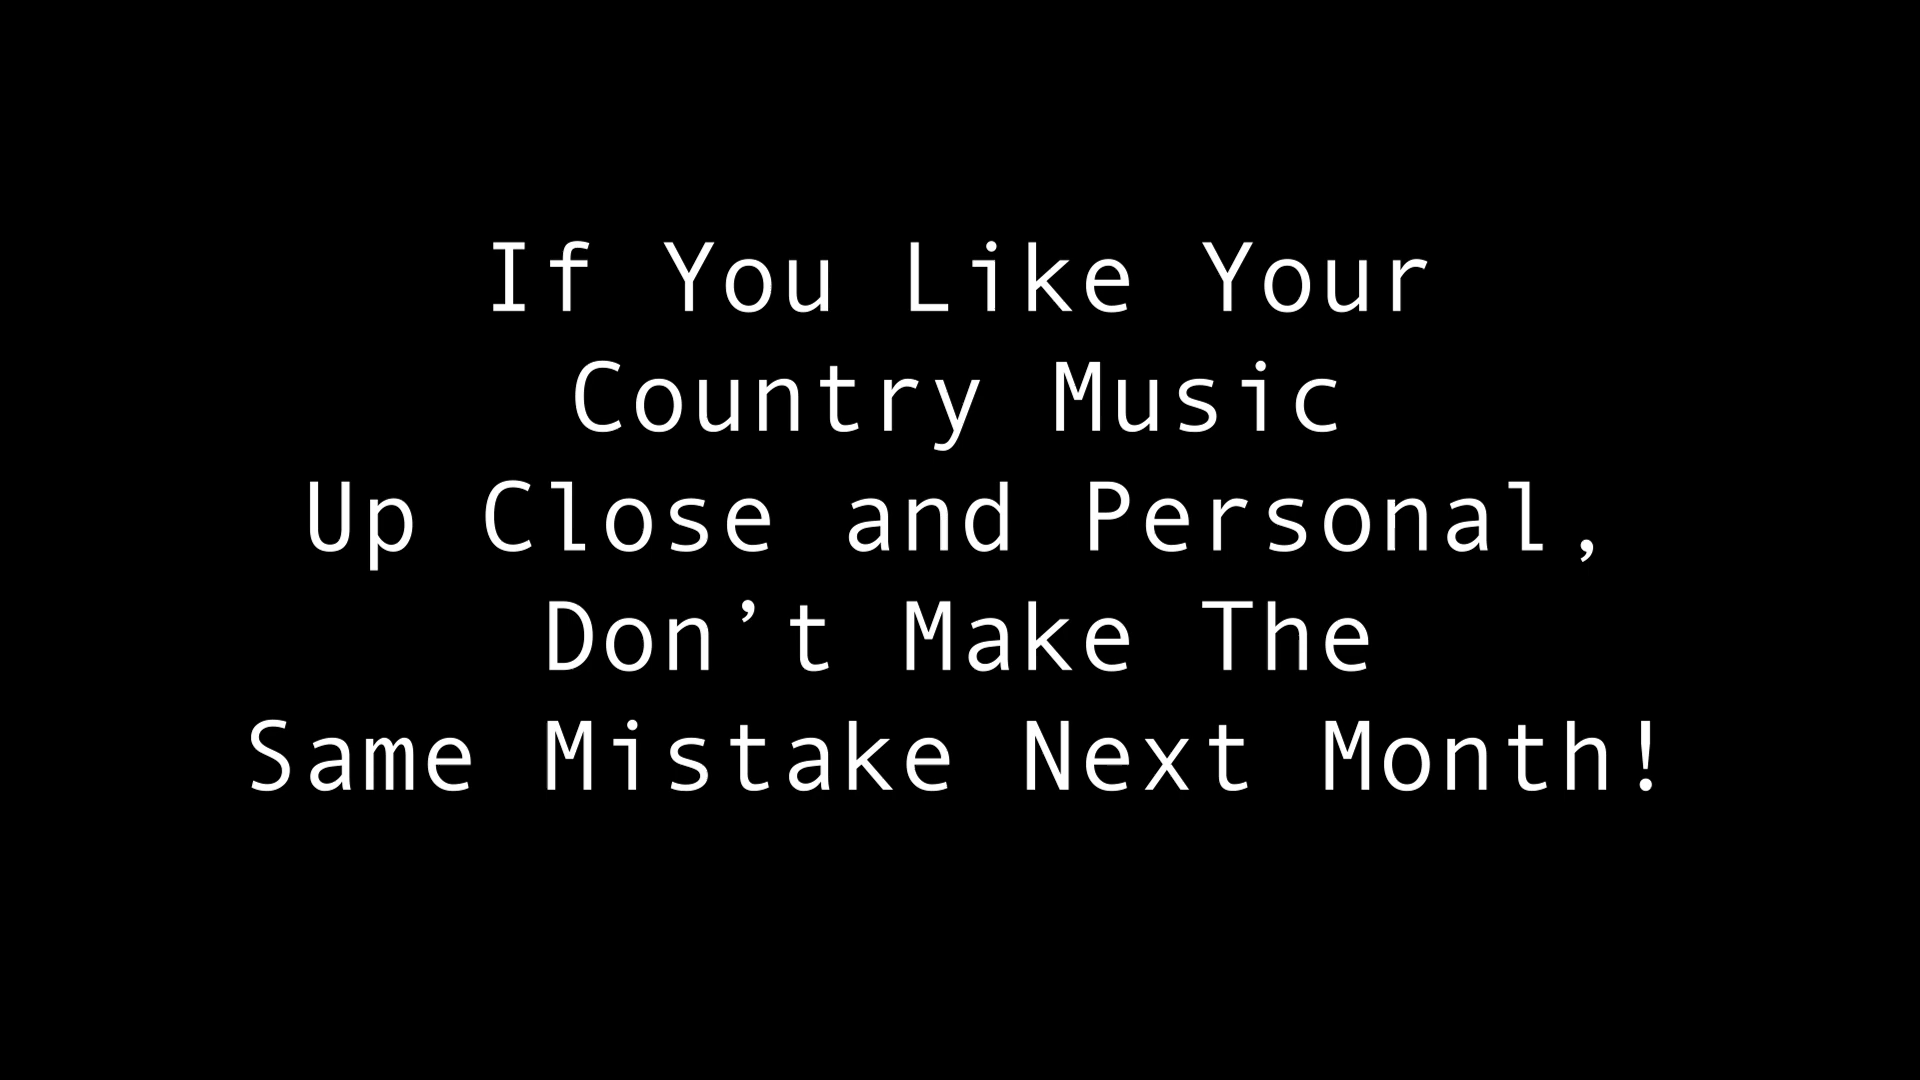 If You Like Your
Country Music
Up Close and Personal,
Don’t Make The
Same Mistake Next Month!